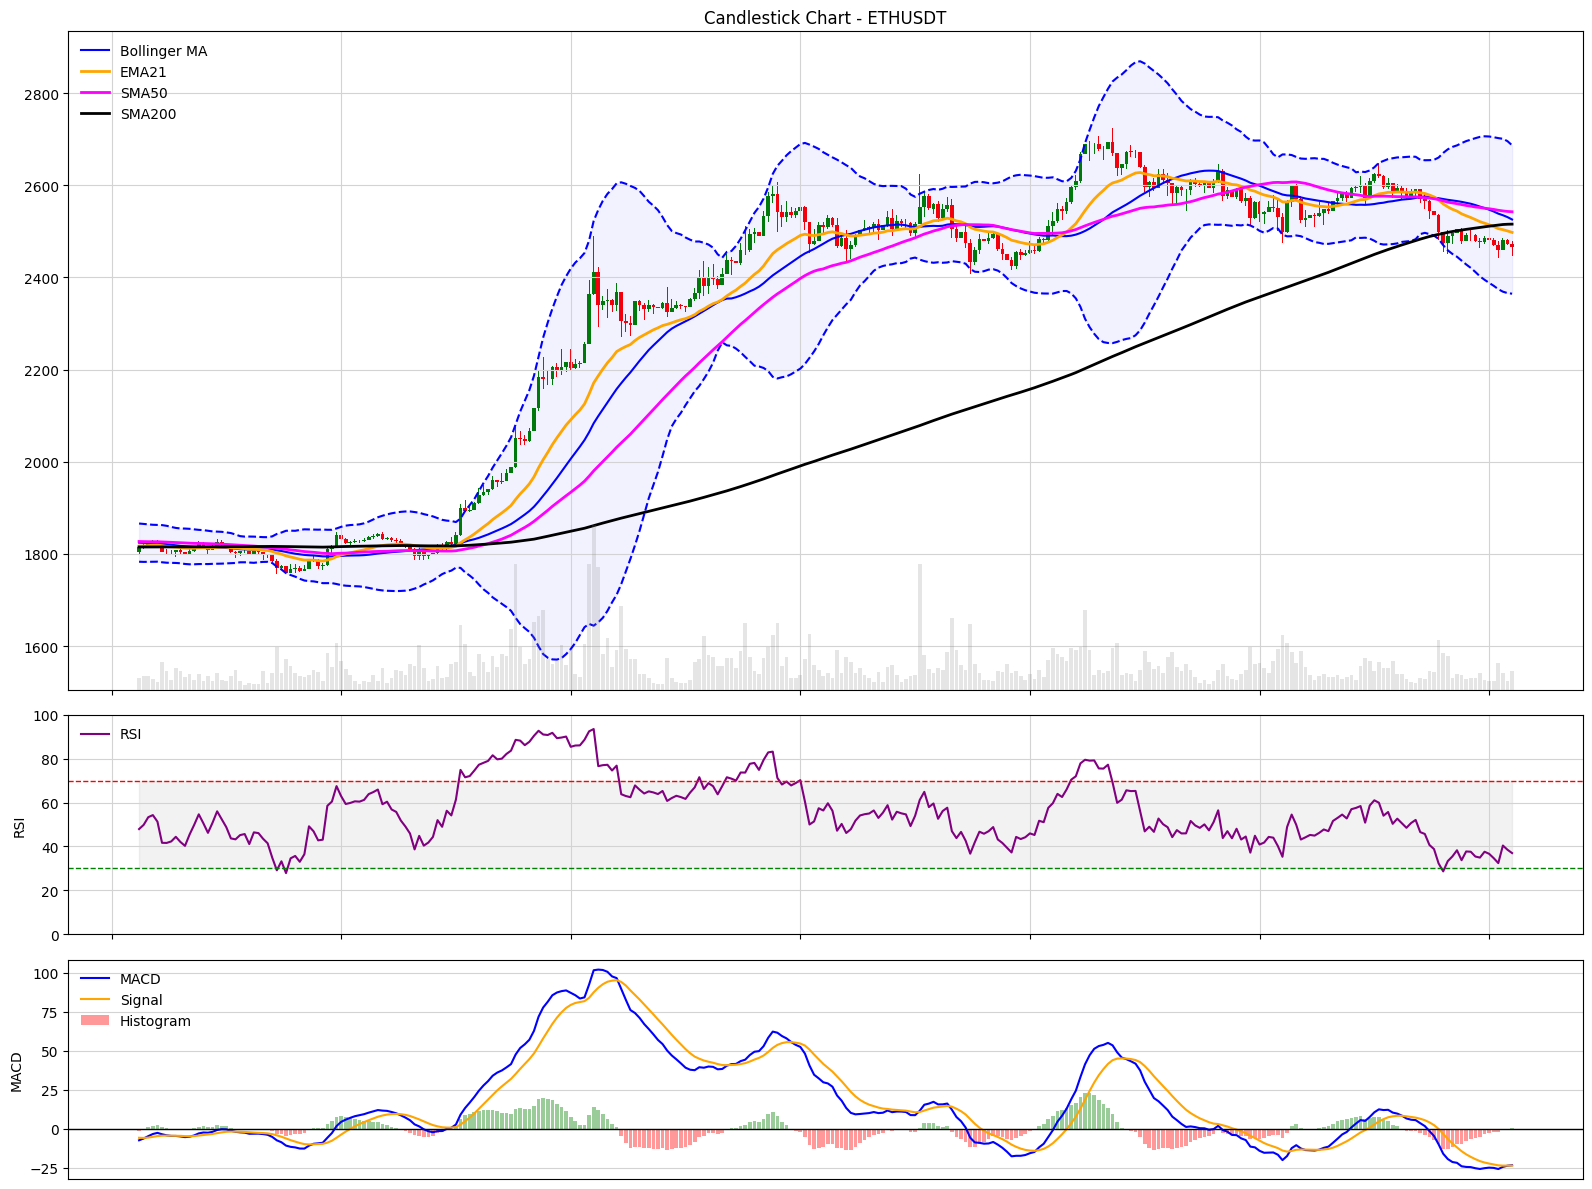 Candlestick Chart - ETHUSDT
Bollinger MA
EMA21
SMA50
SMA200
2800
2600
2400
2200
2000
1800
1600
RSI
100
80
60
40
20
0
RSI
MACD
Signal
Histogram
100
75
50
25
0
−25
MACD